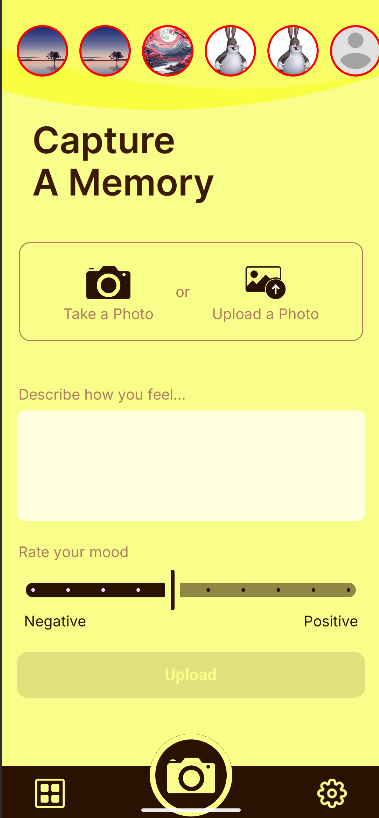 Capture
A Memory
Take a Photo
or
Upload a Photo
Describe how you feel...
Rate your mood
Negative
Positive
Upload